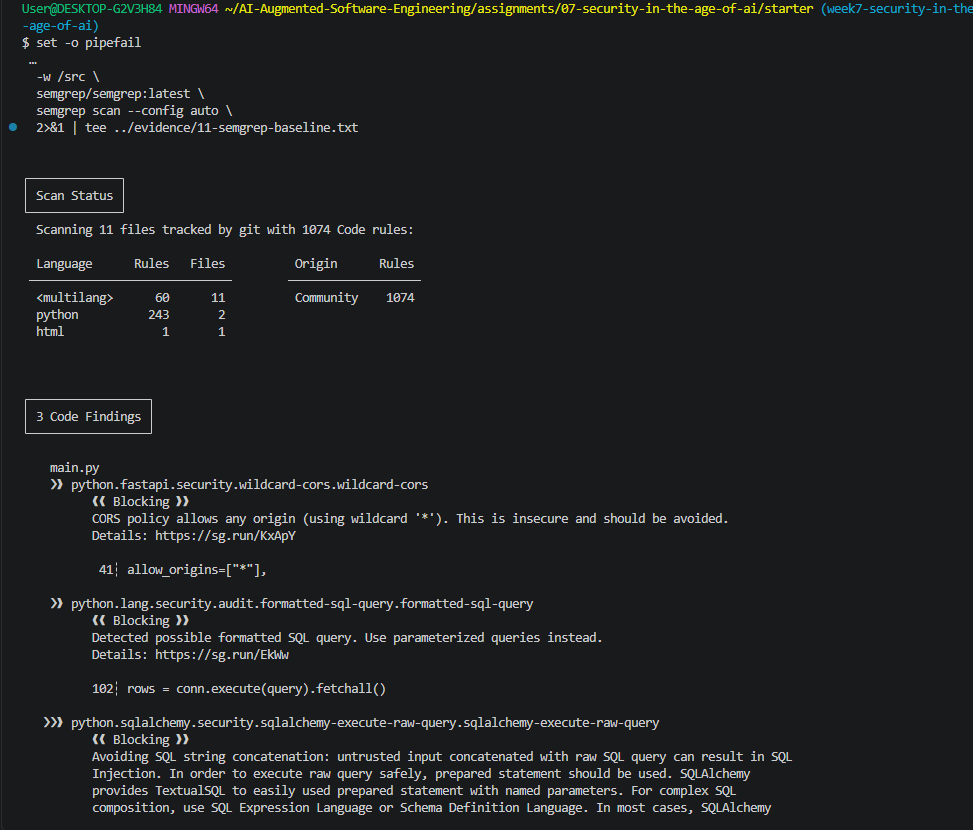 User@DESKTOP-G2V3H84 MINGW64 ~/AI-Augmented-Software-Engineering/assignments/07-security-in-the-age-of-ai/starter (week7-security-in-the
-age-of-ai)
$ set -o pipefail
…
-w /src \
semgrep/semgrep:latest \
semgrep scan --config auto \
2>&1 | tee ../evidence/11-semgrep-baseline.txt
Scan Status
Scanning 11 files tracked by git with 1074 Code rules:
Language Rules Files Origin Rules
<multilang> 60 11 Community 1074
python 243 2
html 1 1
3 Code Findings
main.py
❯❯ python.fastapi.security.wildcard-cors.wildcard-cors
❰❰ Blocking ❱❱
CORS policy allows any origin (using wildcard '*'). This is insecure and should be avoided.
Details: https://sg.run/KxApY
41┆ allow_origins=["*"],
❯❯ python.lang.security.audit.formatted-sql-query.formatted-sql-query
❰❰ Blocking ❱❱
Detected possible formatted SQL query. Use parameterized queries instead.
Details: https://sg.run/EkWw
102┆ rows = conn.execute(query).fetchall()
❯❯❱ python.sqlalchemy.security.sqlalchemy-execute-raw-query.sqlalchemy-execute-raw-query
❰❰ Blocking ❱❱
Avoiding SQL string concatenation: untrusted input concatenated with raw SQL query can result in SQL
Injection. In order to execute raw query safely, prepared statement should be used. SQLAlchemy
provides TextualSQL to easily used prepared statement with named parameters. For complex SQL
composition, use SQL Expression Language or Schema Definition Language. In most cases, SQLAlchemy